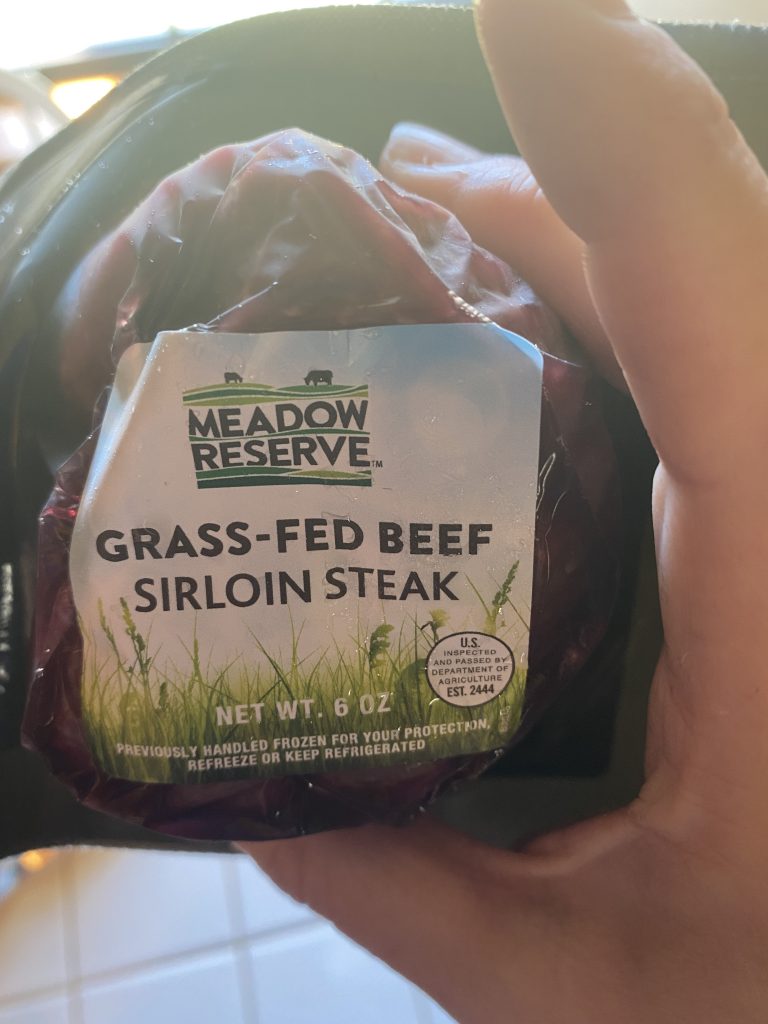 MEADOW
RESERVE™
GRASS-FED BEEF
SIRLOIN STEAK
U.S.
INSPECTED
AND PASSED BY
DEPARTMENT OF
AGRICULTURE
EST. 2444
NET WT. 6 OZ
PREVIOUSLY HANDLED FROZEN FOR YOUR PROTECTION,
REFREEZE OR KEEP REFRIGERATED